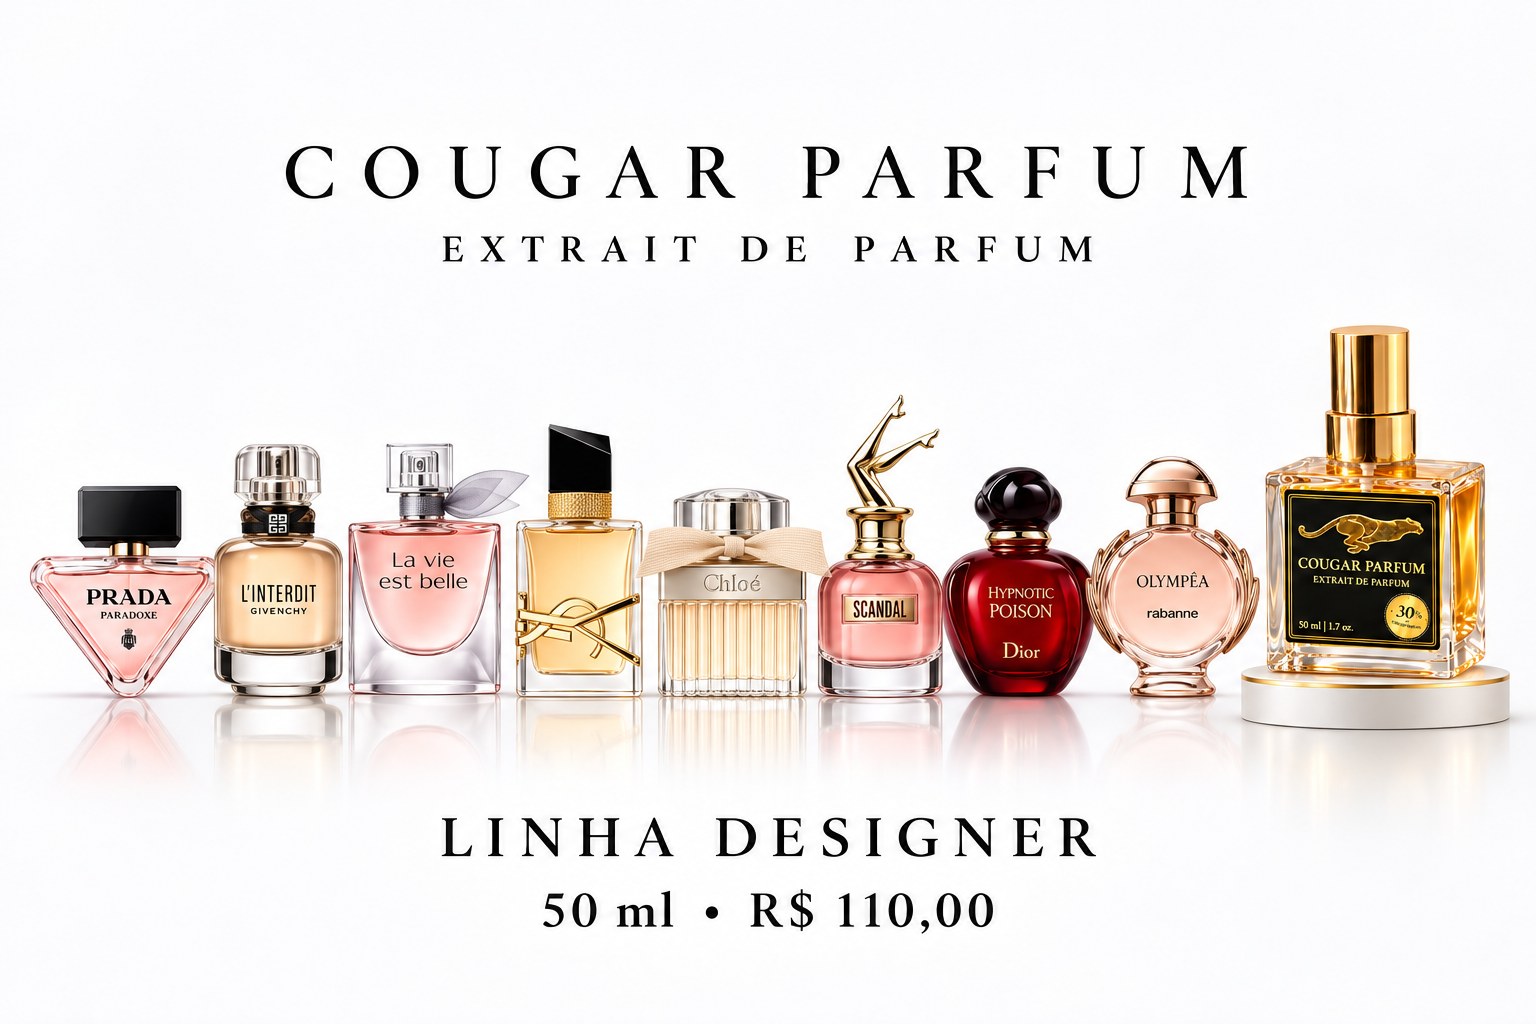 COUGAR PARFUM
EXTRAIT DE PARFUM
PRADA
PARADOXE
L'INTERDIT
GIVENCHY
La vie
est belle
Chloé
SCANDAL
HYPNOTIC
POISON
Dior
OLYMPÊA
rabanne
COUGAR PARFUM
EXTRAIT DE PARFUM
30%
50 ml | 1.7 oz.
LINHA DESIGNER
50 ml • R$ 110,00